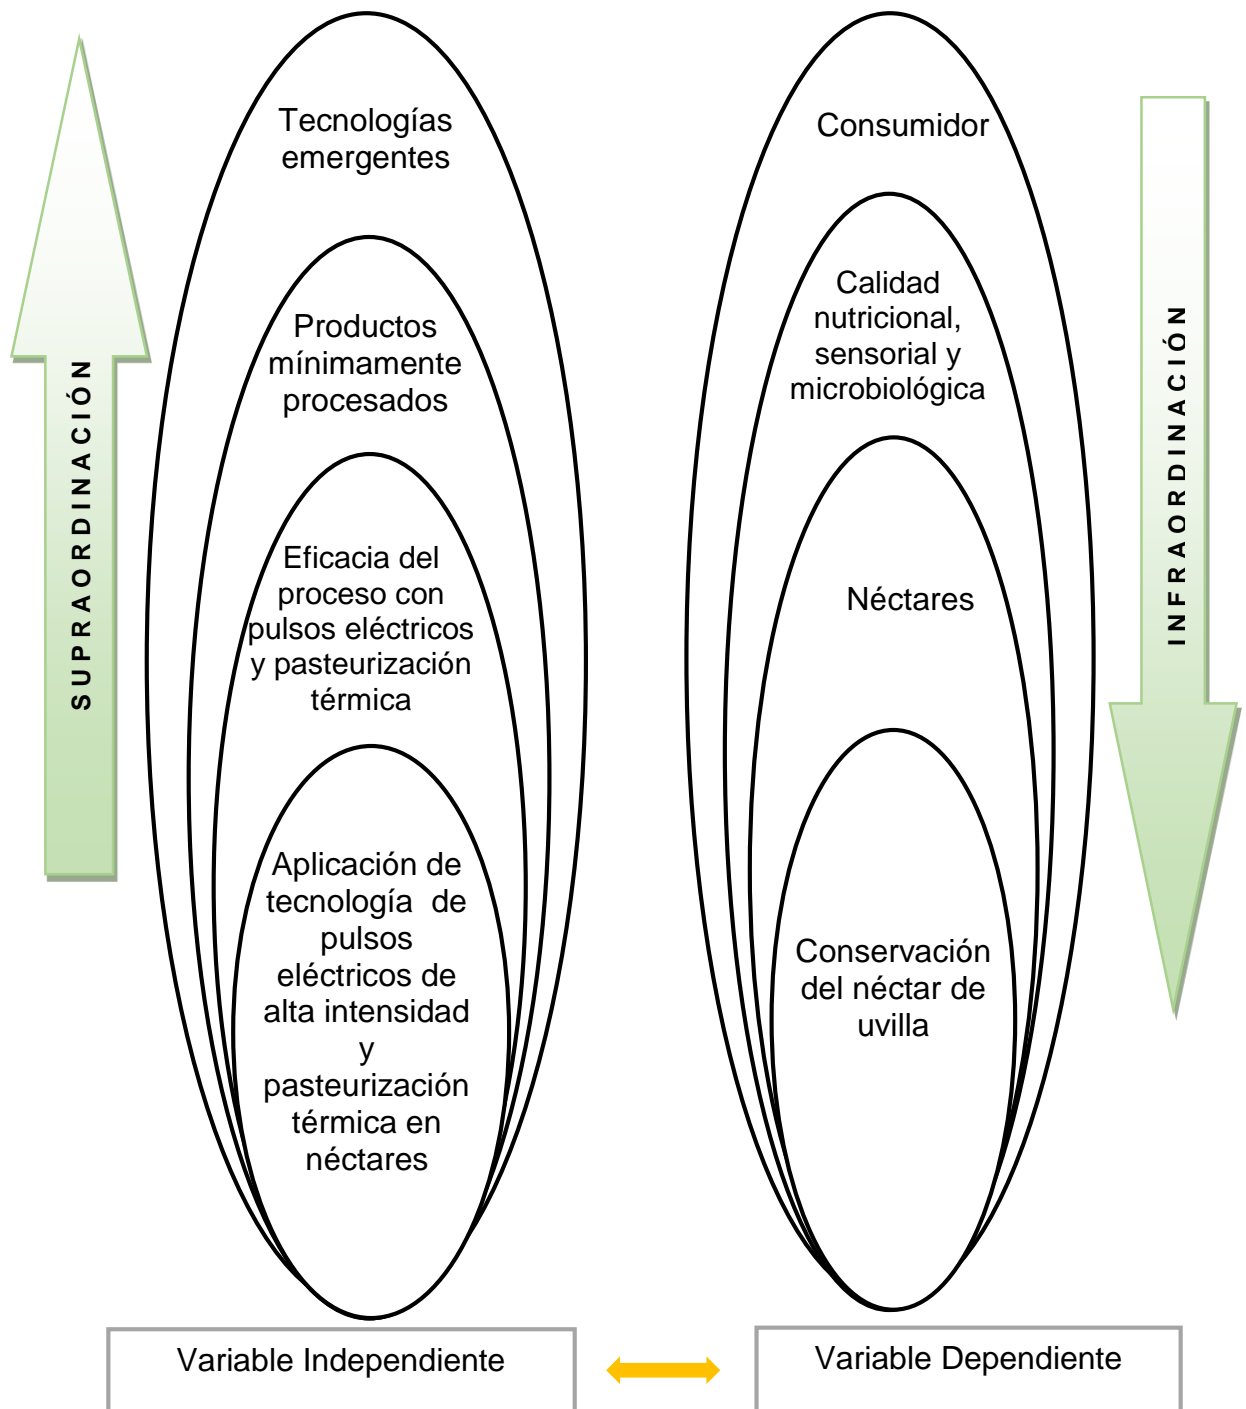 Tecnologías
emergentes
Productos
mínimamente
procesados
Eficacia del
proceso con
pulsos eléctricos
y pasteurización
térmica
Aplicación de
tecnología de
pulsos
eléctricos de
alta intensidad
y
pasteurización
térmica en
néctares
SUPRAORDINACIÓN
Consumidor
Calidad
nutricional,
sensorial y
microbiológica
Néctares
Conservación
del néctar de
uvilla
INFRAORDINACIÓN
Variable Independiente
Variable Dependiente